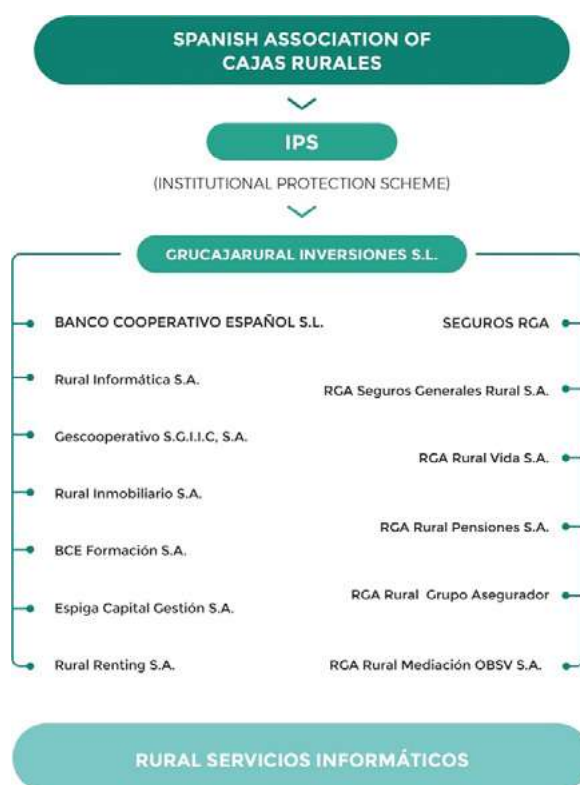 SPANISH ASSOCIATION OF
CAJAS RURALES
IPS
(INSTITUTIONAL PROTECTION SCHEME)
GRUCAJARURAL INVERSIONES S.L.
BANCO COOPERATIVO ESPAÑOL S.L.
Rural Informática S.A.
Gescooperativo S.G.I.I.C, S.A.
Rural Inmobiliario S.A.
BCE Formación S.A.
Espiga Capital Gestión S.A.
Rural Renting S.A.
SEGUROS RGA
RGA Seguros Generales Rural S.A.
RGA Rural Vida S.A.
RGA Rural Pensiones S.A.
RGA Rural Grupo Asegurador
RGA Rural Mediación OBSV S.A.
RURAL SERVICIOS INFORMÁTICOS